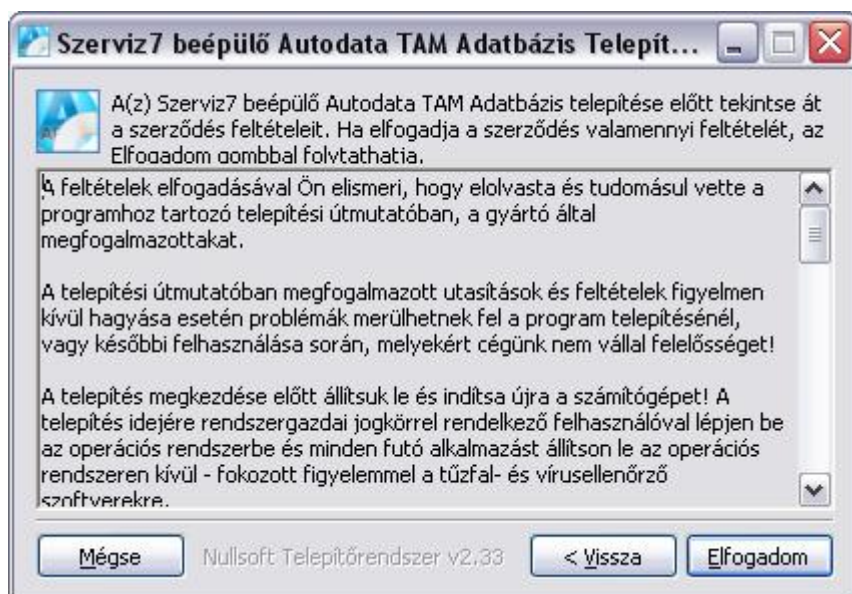 Szerviz7 beépülő Autodata TAM Adatbázis Telepít...
A(z) Szerviz7 beépülő Autodata TAM Adatbázis telepítése előtt tekintse át
a szerződés feltételeit. Ha elfogadja a szerződés valamennyi feltételét, az
Elfogadom gombbal folytathatja.
A feltételek elfogadásával Ön elismeri, hogy elolvasta és tudomásul vette a
programhoz tartozó telepítési útmutatóban, a gyártó által
megfogalmazottakat.
A telepítési útmutatóban megfogalmazott utasítások és feltételek figyelmen
kívül hagyása esetén problémák merülhetnek fel a program telepítésénél,
vagy későbbi felhasználása során, melyekért cégünk nem vállal felelősséget!
A telepítés megkezdése előtt állítsuk le és indítsa újra a számítógépet! A
telepítés idejére rendszergazdai jogkörrel rendelkező felhasználóval lépjen be
az operációs rendszerbe és minden futó alkalmazást állítson le az operációs
rendszeren kívül - fokozott figyelemmel a tűzfal- és vírusellenőrző
szoftverekre.
Mégse Nullsoft Telepítőrendszer v2.33 < Vissza Elfogadom